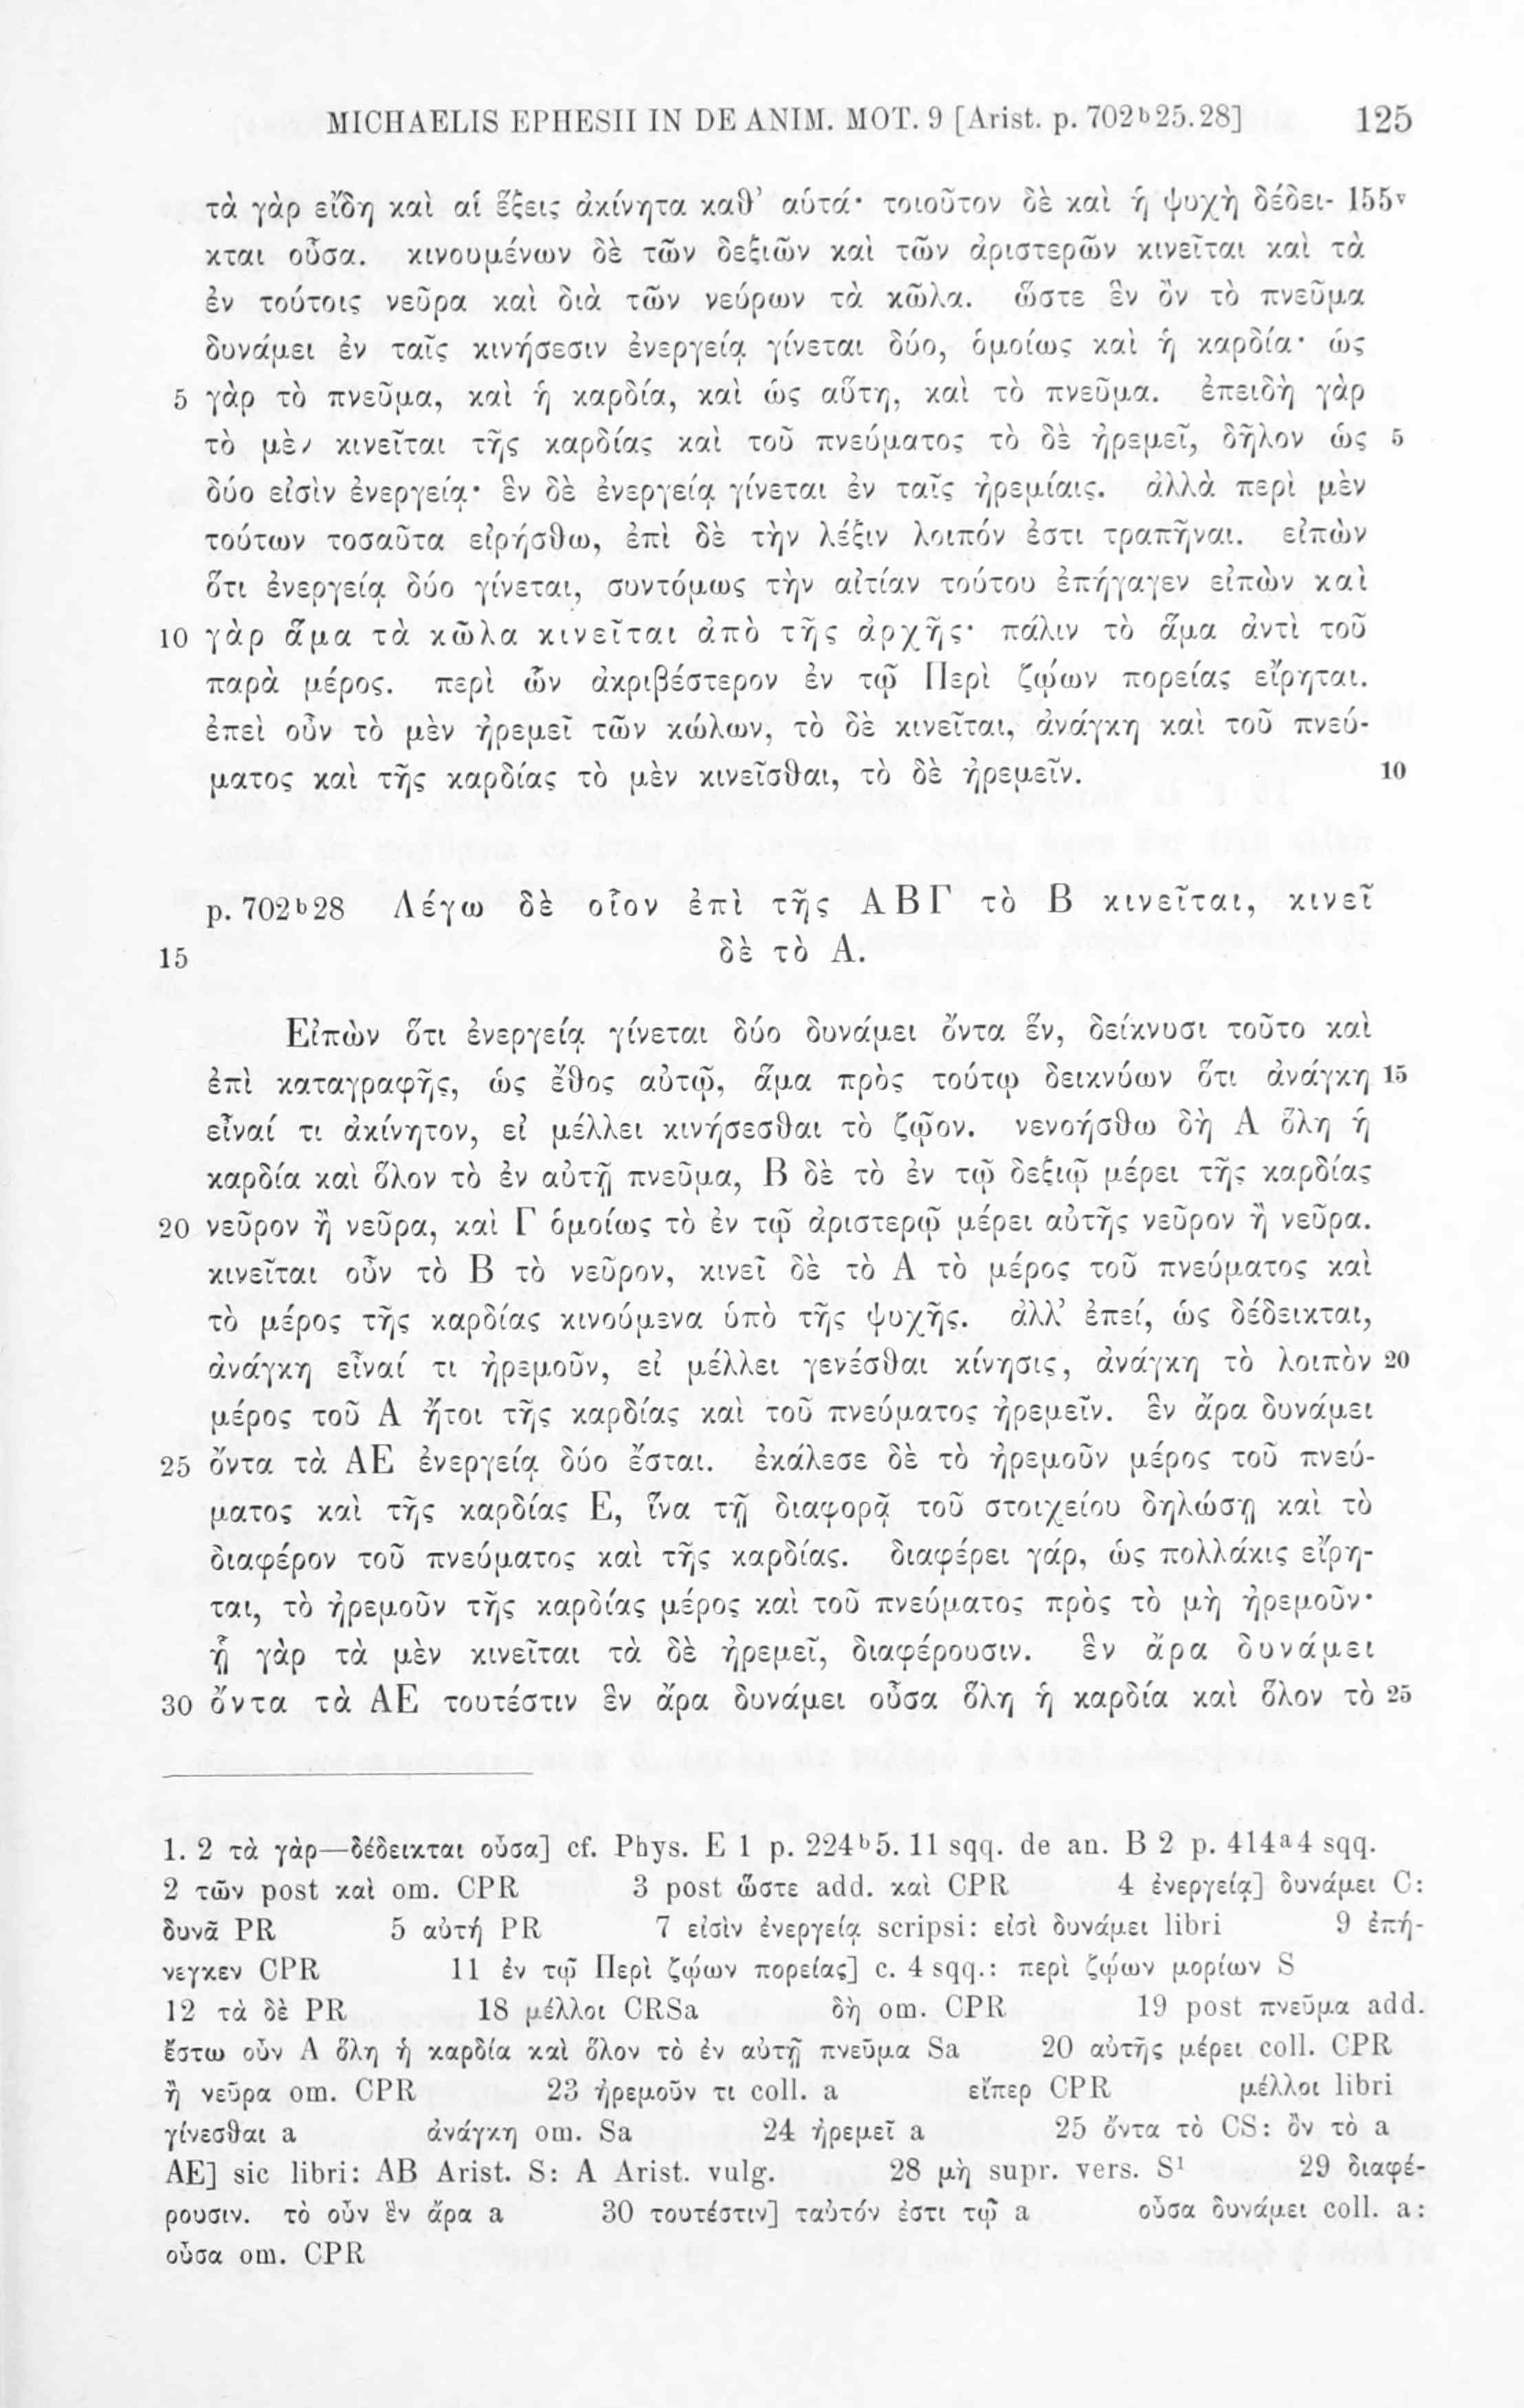 MICHAELIS EPHESII IN DE ANIM. MOT. 9 [Arist. p. 702b25.28] 125
τὰ γὰρ εἴδη καὶ αἱ ἕξεις ἀκίνητα καθ’ αὑτά· τοιοῦτον δὲ καὶ ἡ ψυχὴ δέδει- 155v
κται οὖσα. κινουμένων δὲ τῶν δεξιῶν καὶ τῶν ἀριστερῶν κινεῖται καὶ τὰ
ἐν τούτοις νεῦρα καὶ διὰ τῶν νεύρων τὰ κῶλα. ὥστε ἓν ὂν τὸ πνεῦμα
δυνάμει ἐν ταῖς κινήσεσιν ἐνεργείᾳ γίνεται δύο, ὁμοίως καὶ ἡ καρδία· ὡς
5 γὰρ τὸ πνεῦμα, καὶ ἡ καρδία, καὶ ὡς αὕτη, καὶ τὸ πνεῦμα. ἐπειδὴ γὰρ
τὸ μὲν κινεῖται τῆς καρδίας καὶ τοῦ πνεύματος τὸ δὲ ἠρεμεῖ, δῆλον ὡς 5
δύο εἰσὶν ἐνεργείᾳ· ἓν δὲ ἐνεργείᾳ γίνεται ἐν ταῖς ἠρεμίαις. ἀλλὰ περὶ μὲν
τούτων τοσαῦτα εἰρήσθω, ἐπὶ δὲ τὴν λέξιν λοιπόν ἐστι τραπῆναι. εἰπὼν
ὅτι ἐνεργείᾳ δύο γίνεται, συντόμως τὴν αἰτίαν τούτου ἐπήγαγεν εἰπὼν καὶ
10 γὰρ ἅμα τὰ κῶλα κινεῖται ἀπὸ τῆς ἀρχῆς· πάλιν τὸ ἅμα ἀντὶ τοῦ
παρὰ μέρος. περὶ ὧν ἀκριβέστερον ἐν τῷ Περὶ ζῴων πορείας εἴρηται.
ἐπεὶ οὖν τὸ μὲν ἠρεμεῖ τῶν κώλων, τὸ δὲ κινεῖται, ἀνάγκη καὶ τοῦ πνεύ-
ματος καὶ τῆς καρδίας τὸ μὲν κινεῖσθαι, τὸ δὲ ἠρεμεῖν. 10
p. 702b28 Λέγω δὲ οἷον ἐπὶ τῆς ΑΒΓ τὸ Β κινεῖται, κινεῖ
15 δὲ τὸ Α.
Εἰπὼν ὅτι ἐνεργείᾳ γίνεται δύο δυνάμει ὄντα ἕν, δείκνυσι τοῦτο καὶ
ἐπὶ καταγραφῆς, ὡς ἔθος αὐτῷ, ἅμα πρὸς τούτῳ δεικνύων ὅτι ἀνάγκη 15
εἶναί τι ἀκίνητον, εἰ μέλλει κινήσεσθαι τὸ ζῷον. νενοήσθω δὴ Α ὅλη ἡ
καρδία καὶ ὅλον τὸ ἐν αὐτῇ πνεῦμα, Β δὲ τὸ ἐν τῷ δεξιῷ μέρει τῆς καρδίας
20 νεῦρον ἢ νεῦρα, καὶ Γ ὁμοίως τὸ ἐν τῷ ἀριστερῷ μέρει αὐτῆς νεῦρον ἢ νεῦρα.
κινεῖται οὖν τὸ Β τὸ νεῦρον, κινεῖ δὲ τὸ Α τὸ μέρος τοῦ πνεύματος καὶ
τὸ μέρος τῆς καρδίας κινούμενα ὑπὸ τῆς ψυχῆς. ἀλλ’ ἐπεί, ὡς δέδεικται,
ἀνάγκη εἶναί τι ἠρεμοῦν, εἰ μέλλει γενέσθαι κίνησις, ἀνάγκη τὸ λοιπὸν 20
μέρος τοῦ Α ἤτοι τῆς καρδίας καὶ τοῦ πνεύματος ἠρεμεῖν. ἓν ἄρα δυνάμει
25 ὄντα τὰ ΑΕ ἐνεργείᾳ δύο ἔσται. ἐκάλεσε δὲ τὸ ἠρεμοῦν μέρος τοῦ πνεύ-
ματος καὶ τῆς καρδίας Ε, ἵνα τῇ διαφορᾷ τοῦ στοιχείου δηλώσῃ καὶ τὸ
διαφέρον τοῦ πνεύματος καὶ τῆς καρδίας. διαφέρει γάρ, ὡς πολλάκις εἴρη-
ται, τὸ ἠρεμοῦν τῆς καρδίας μέρος καὶ τοῦ πνεύματος πρὸς τὸ μὴ ἠρεμοῦν·
ᾗ γὰρ τὰ μὲν κινεῖται τὰ δὲ ἠρεμεῖ, διαφέρουσιν. ἓν ἄρα δυνάμει
30 ὄντα τὰ ΑΕ τουτέστιν ἓν ἄρα δυνάμει οὖσα ὅλη ἡ καρδία καὶ ὅλον τὸ 25
1. 2 τὰ γὰρ—δέδεικται οὖσα] cf. Phys. E 1 p. 224b5. 11 sqq. de an. B 2 p. 414a4 sqq.
2 τῶν post καὶ om. CPR 3 post ὥστε add. καὶ CPR 4 ἐνεργείᾳ] δυνάμει C:
δυνᾶ PR 5 αὐτή PR 7 εἰσὶν ἐνεργείᾳ scripsi: εἰσὶ δυνάμει libri 9 ἐπή-
νεγκεν CPR 11 ἐν τῷ Περὶ ζῴων πορείας] c. 4 sqq.: περὶ ζῴων μορίων S
12 τὰ δὲ PR 18 μέλλοι CRSa δὴ om. CPR 19 post πνεῦμα add.
ἔστω οὖν Α ὅλη ἡ καρδία καὶ ὅλον τὸ ἐν αὐτῇ πνεῦμα Sa 20 αὐτῆς μέρει coll. CPR
ἢ νεῦρα om. CPR 23 ἠρεμοῦν τι coll. a εἴπερ CPR μέλλοι libri
γίνεσθαι a ἀνάγκη om. Sa 24 ἠρεμεῖ a 25 ὄντα τὸ CS: ὂν τὸ a
ΑΕ] sic libri: ΑΒ Arist. S: Α Arist. vulg. 28 μὴ supr. vers. S1 29 διαφέ-
ρουσιν. τὸ οὖν ἓν ἄρα a 30 τουτέστιν] ταὐτόν ἐστι τῷ a οὖσα δυνάμει coll. a:
οὖσα om. CPR